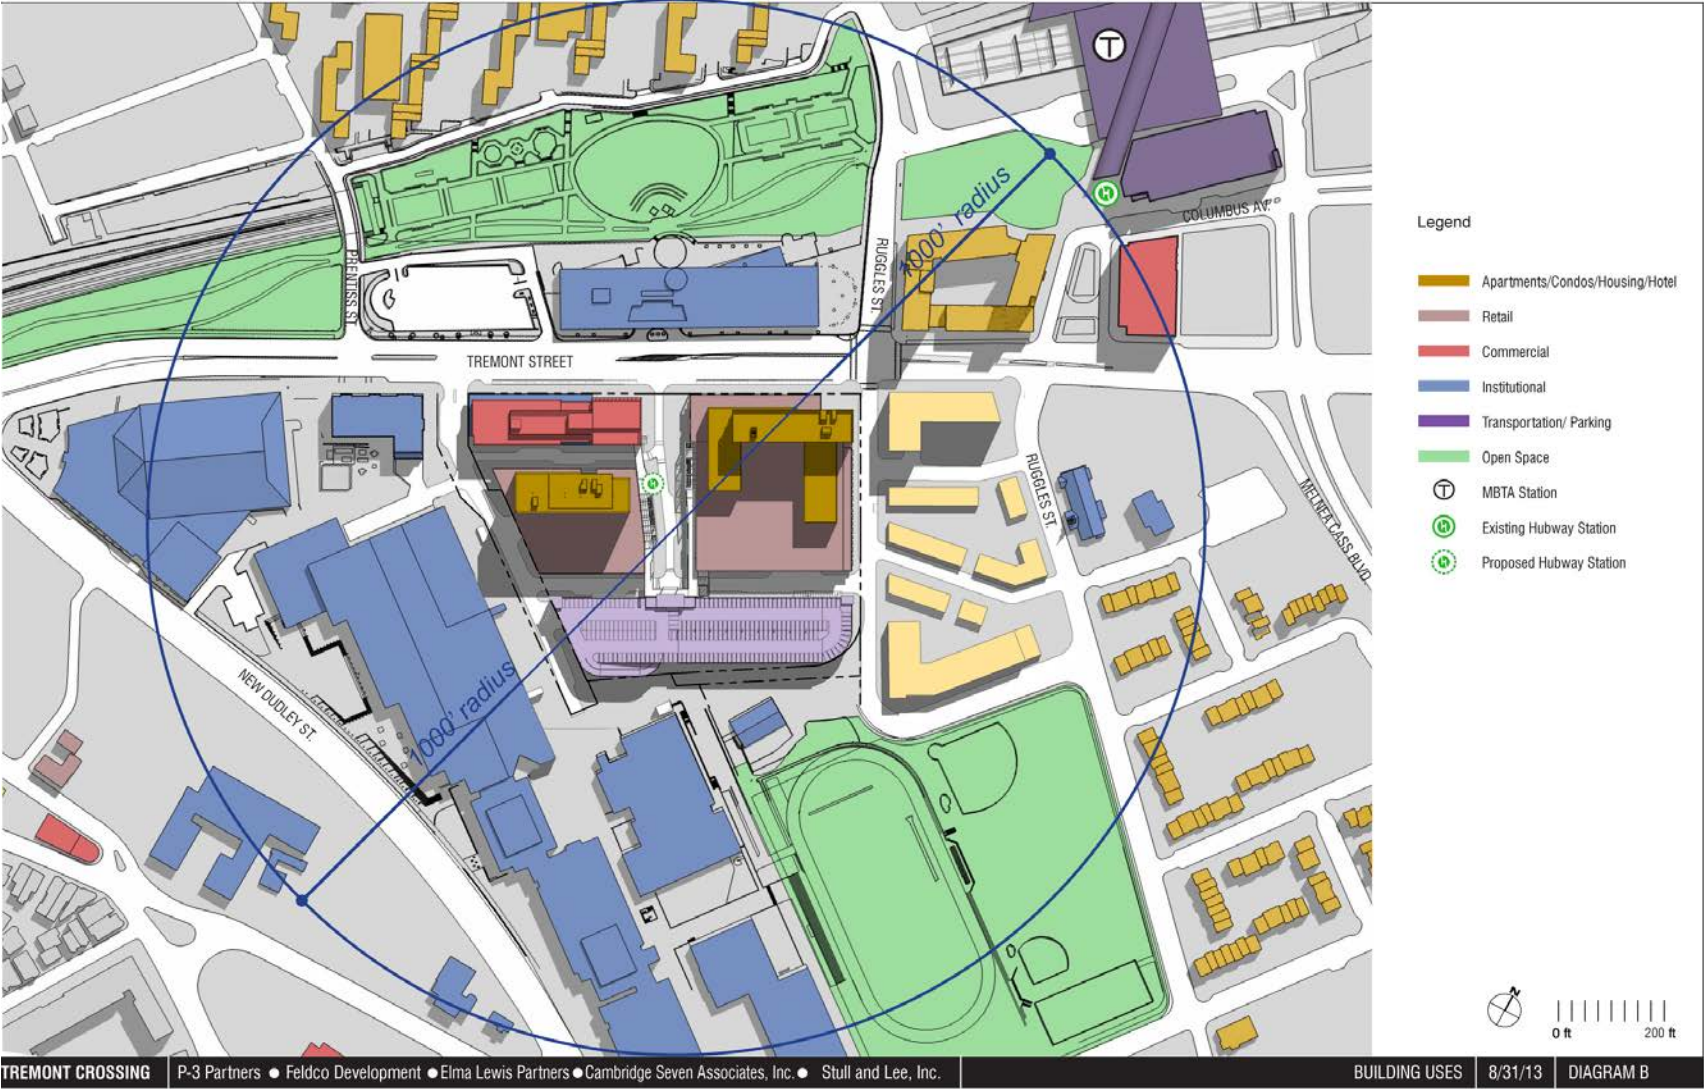 T
1000' radius
COLUMBUS AV.
RUGGLES ST.
PRENTISS ST
TREMONT STREET
RUGGLES ST.
MELNEA CASS BLVD.
1000' radius
NEW DUDLEY ST.
Legend
Apartments/Condos/Housing/Hotel
Retail
Commercial
Institutional
Transportation/ Parking
Open Space
T MBTA Station
H Existing Hubway Station
H Proposed Hubway Station
N
0 ft 200 ft
TREMONT CROSSING P-3 Partners ● Feldco Development ● Elma Lewis Partners ● Cambridge Seven Associates, Inc. ● Stull and Lee, Inc. BUILDING USES 8/31/13 DIAGRAM B